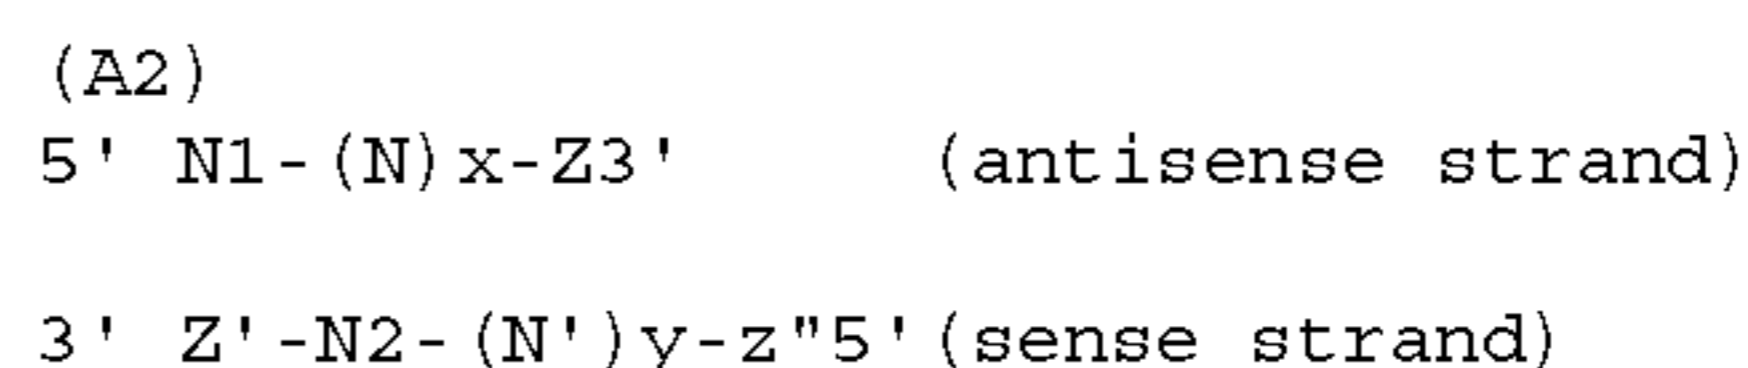 (A2)
5' N1-(N)x-Z3' (antisense strand)
3' Z'-N2-(N')y-z"5'(sense strand)